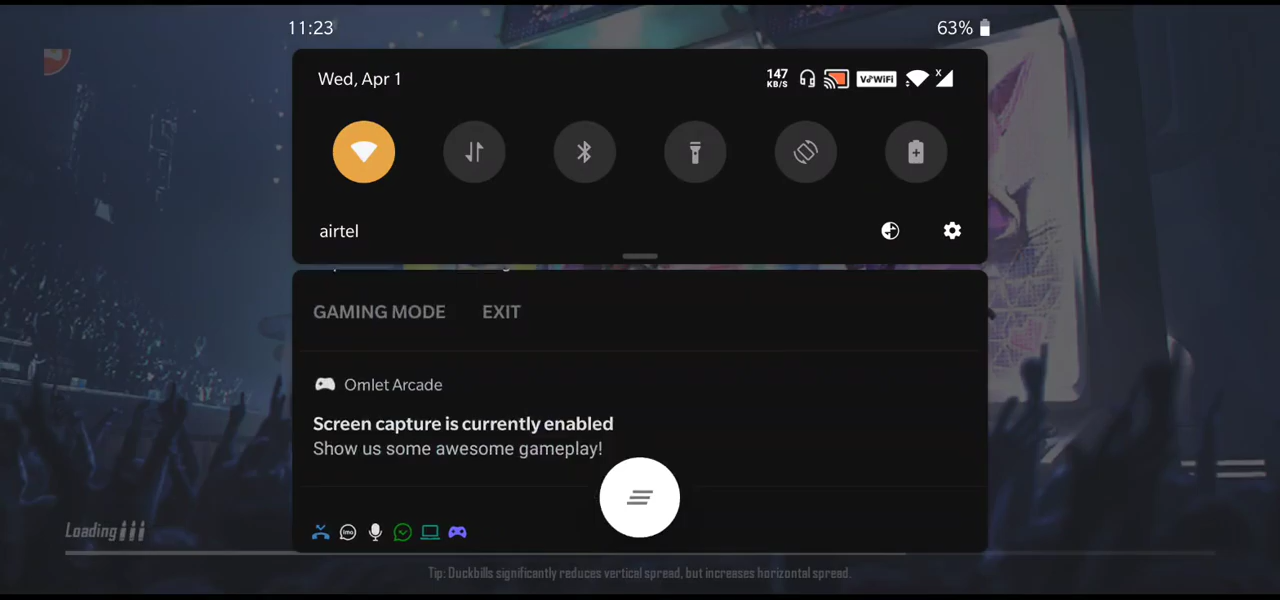 11:23
63%
Wed, Apr 1
147
KB/S
VoWiFi
X
airtel
GAMING MODE EXIT
Omlet Arcade
Screen capture is currently enabled
Show us some awesome gameplay!
imo
Loading
Tip: Duckbills significantly reduces vertical spread, but increases horizontal spread.